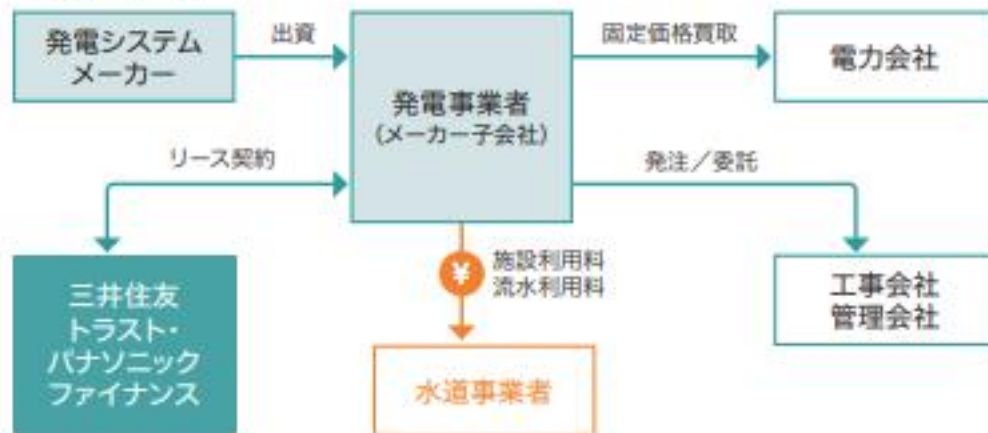 発電システム
メーカー
出資
発電事業者
(メーカー子会社)
固定価格買取
電力会社
リース契約
発注／委託
三井住友
トラスト・
パナソニック
ファイナンス
¥
施設利用料
流水利用料
工事会社
管理会社
水道事業者